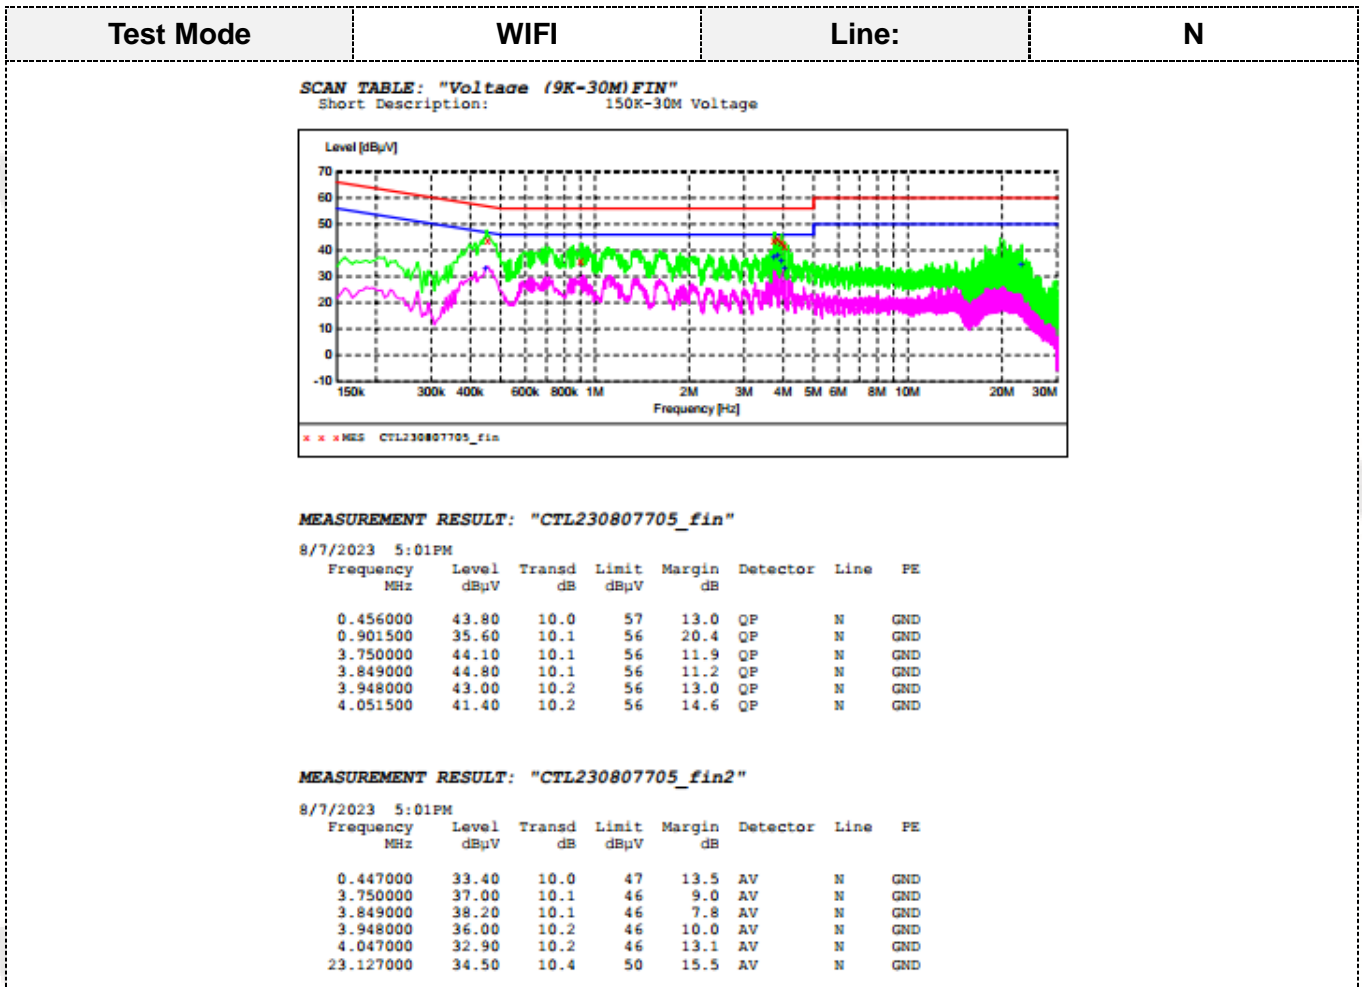 Test Mode WIFI Line: N
SCAN TABLE: "Voltage (9K-30M)FIN"
Short Description: 150K-30M Voltage
Level [dBµV]
70
60
50
40
30
20
10
0
-10
150k 300k 400k 600k 800k 1M 2M 3M 4M 5M 6M 8M 10M 20M 30M
Frequency [Hz]
x x x MES CTL230807705_fin
MEASUREMENT RESULT: "CTL230807705_fin"
8/7/2023 5:01PM
Frequency Level Transd Limit Margin Detector Line PE
MHz dBµV dB dBµV dB
0.456000 43.80 10.0 57 13.0 QP N GND
0.901500 35.60 10.1 56 20.4 QP N GND
3.750000 44.10 10.1 56 11.9 QP N GND
3.849000 44.80 10.1 56 11.2 QP N GND
3.948000 43.00 10.2 56 13.0 QP N GND
4.051500 41.40 10.2 56 14.6 QP N GND
MEASUREMENT RESULT: "CTL230807705_fin2"
8/7/2023 5:01PM
Frequency Level Transd Limit Margin Detector Line PE
MHz dBµV dB dBµV dB
0.447000 33.40 10.0 47 13.5 AV N GND
3.750000 37.00 10.1 46 9.0 AV N GND
3.849000 38.20 10.1 46 7.8 AV N GND
3.948000 36.00 10.2 46 10.0 AV N GND
4.047000 32.90 10.2 46 13.1 AV N GND
23.127000 34.50 10.4 50 15.5 AV N GND